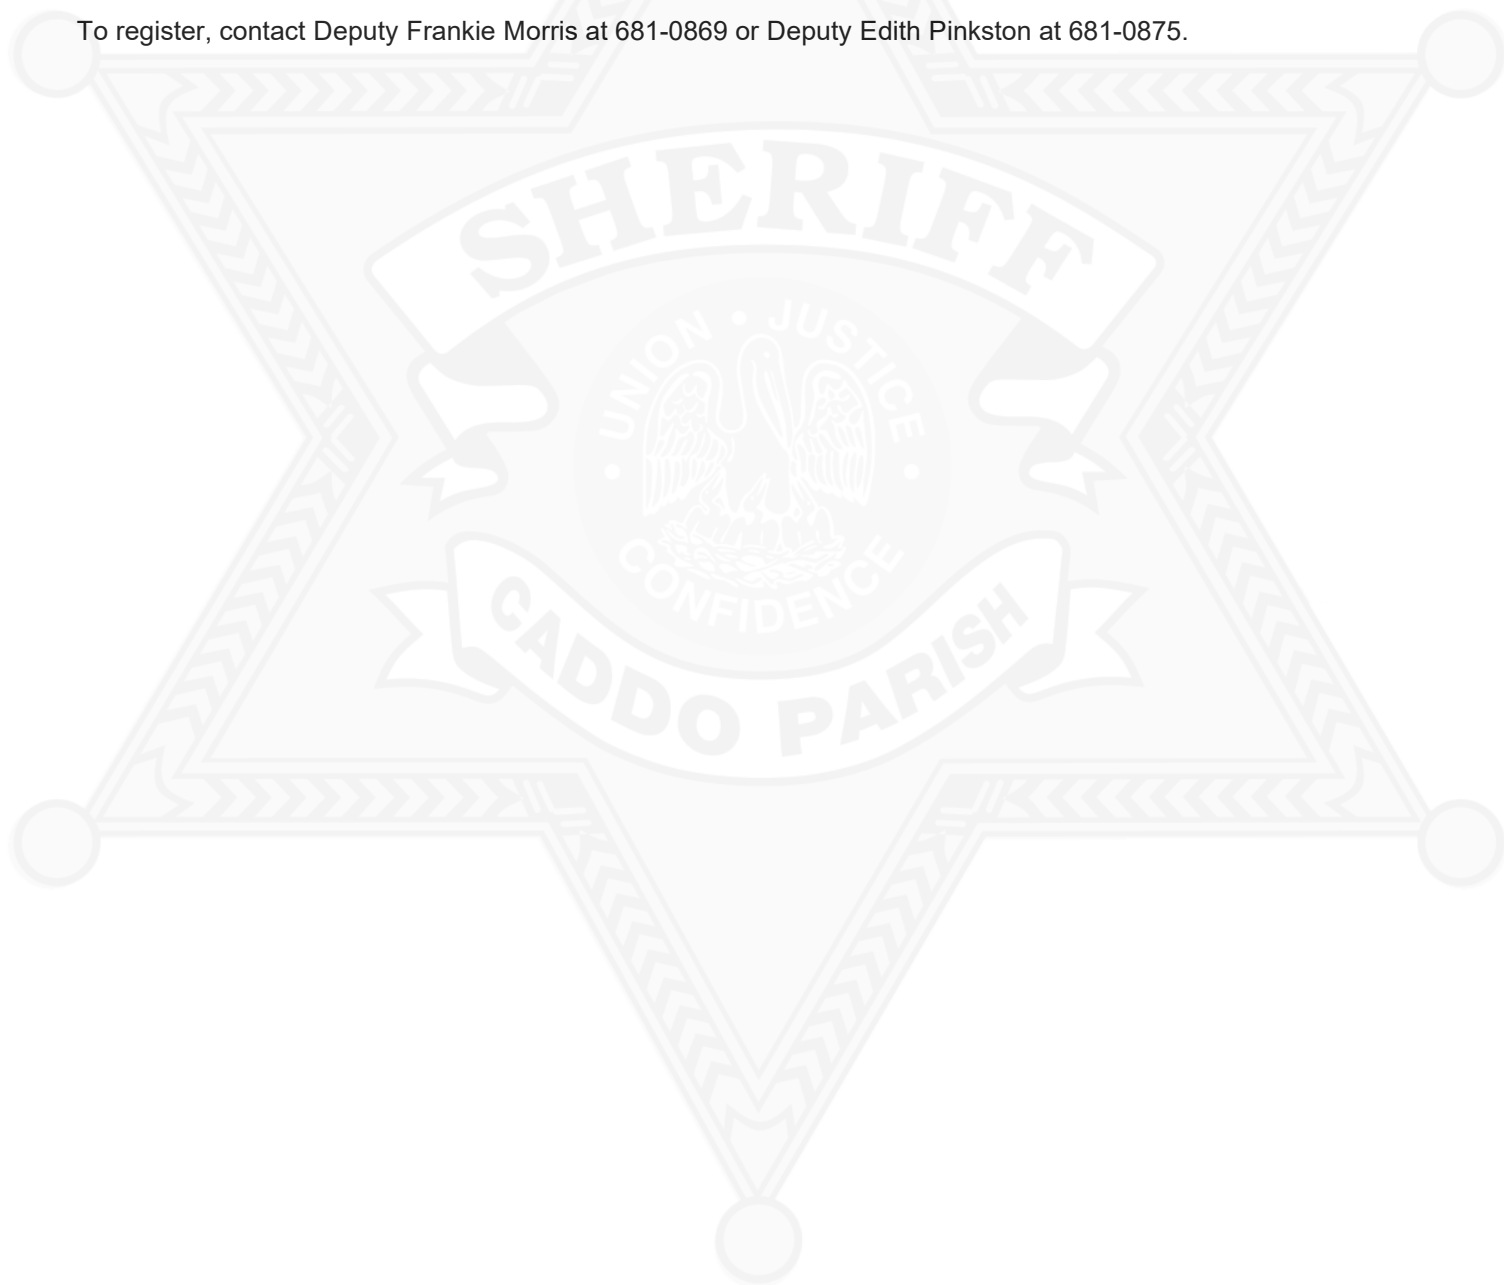 To register, contact Deputy Frankie Morris at 681-0869 or Deputy Edith Pinkston at 681-0875.
SHERIFF
UNION • JUSTICE
• CONFIDENCE •
CADDO PARISH